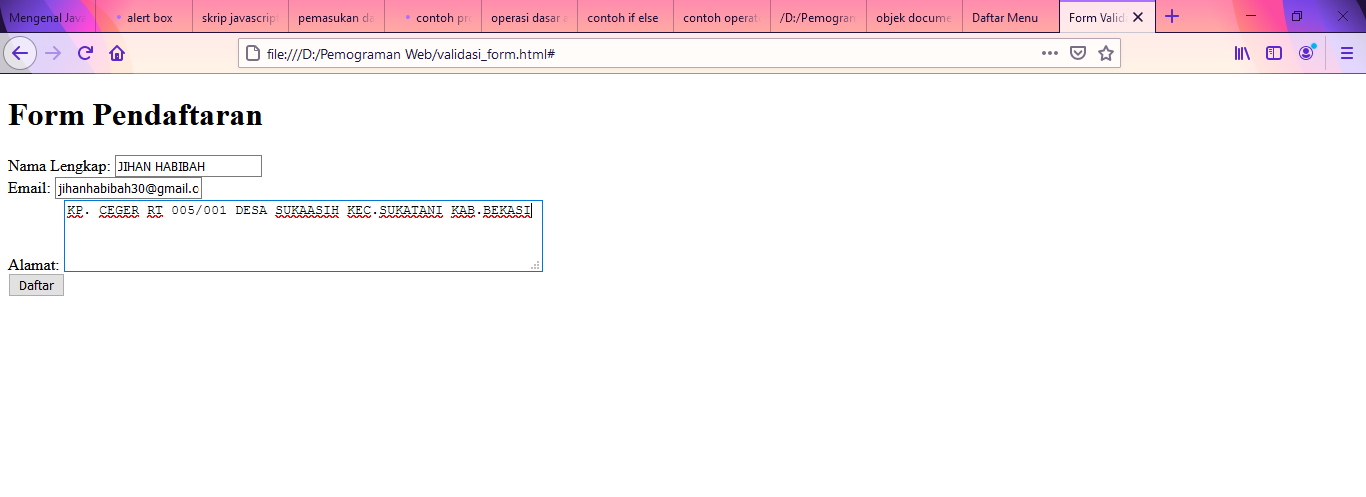 Mengenal Jav
alert box
skrip javascrip
pemasukan da
contoh pr
operasi dasar a
contoh if else
contoh operat
/D:/Pemogram
objek docume
Daftar Menu
Form Valid
file:///D:/Pemograman Web/validasi_form.html#
Form Pendaftaran
Nama Lengkap: JIHAN HABIBAH
Email: jihanhabibah30@gmail.c
KP. CEGER RT 005/001 DESA SUKAASIH KEC.SUKATANI KAB.BEKASI
Alamat:
Daftar